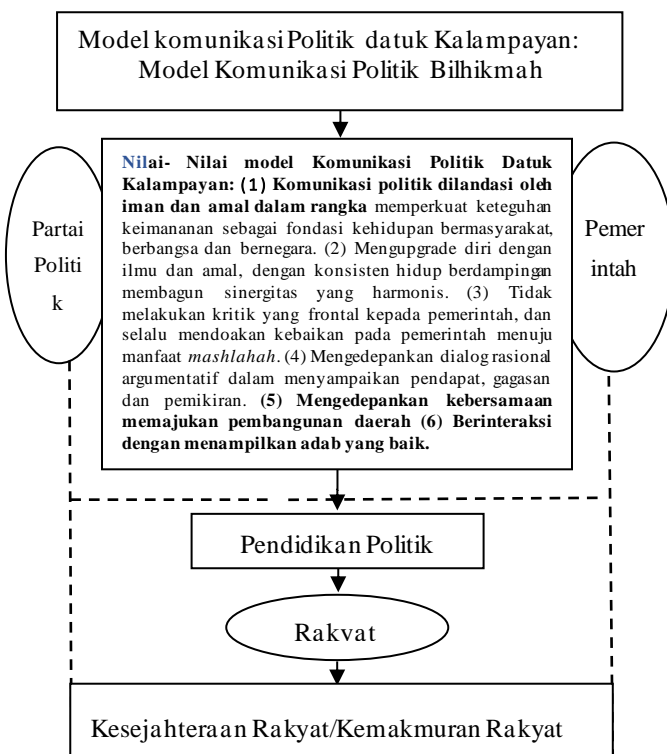 Model komunikasi Politik datuk Kalampayan:
Model Komunikasi Politik Bilhikmah
Partai
Politi
k
Nilai- Nilai model Komunikasi Politik Datuk
Kalampayan: (1) Komunikasi politik dilandasi oleh
iman dan amal dalam rangka memperkuat keteguhan
keimananan sebagai fondasi kehidupan bermasyarakat,
berbangsa dan bernegara. (2) Mengupgrade diri dengan
ilmu dan amal, dengan konsisten hidup berdampingan
membagun sinergitas yang harmonis. (3) Tidak
melakukan kritik yang frontal kepada pemerintah, dan
selalu mendoakan kebaikan pada pemerintah menuju
manfaat mashlahah. (4) Mengedepankan dialog rasional
argumentatif dalam menyampaikan pendapat, gagasan
dan pemikiran. (5) Mengedepankan kebersamaan
memajukan pembangunan daerah (6) Berinteraksi
dengan menampilkan adab yang baik.
Pemer
intah
Pendidikan Politik
Rakvat
Kesejahteraan Rakyat/Kemakmuran Rakyat